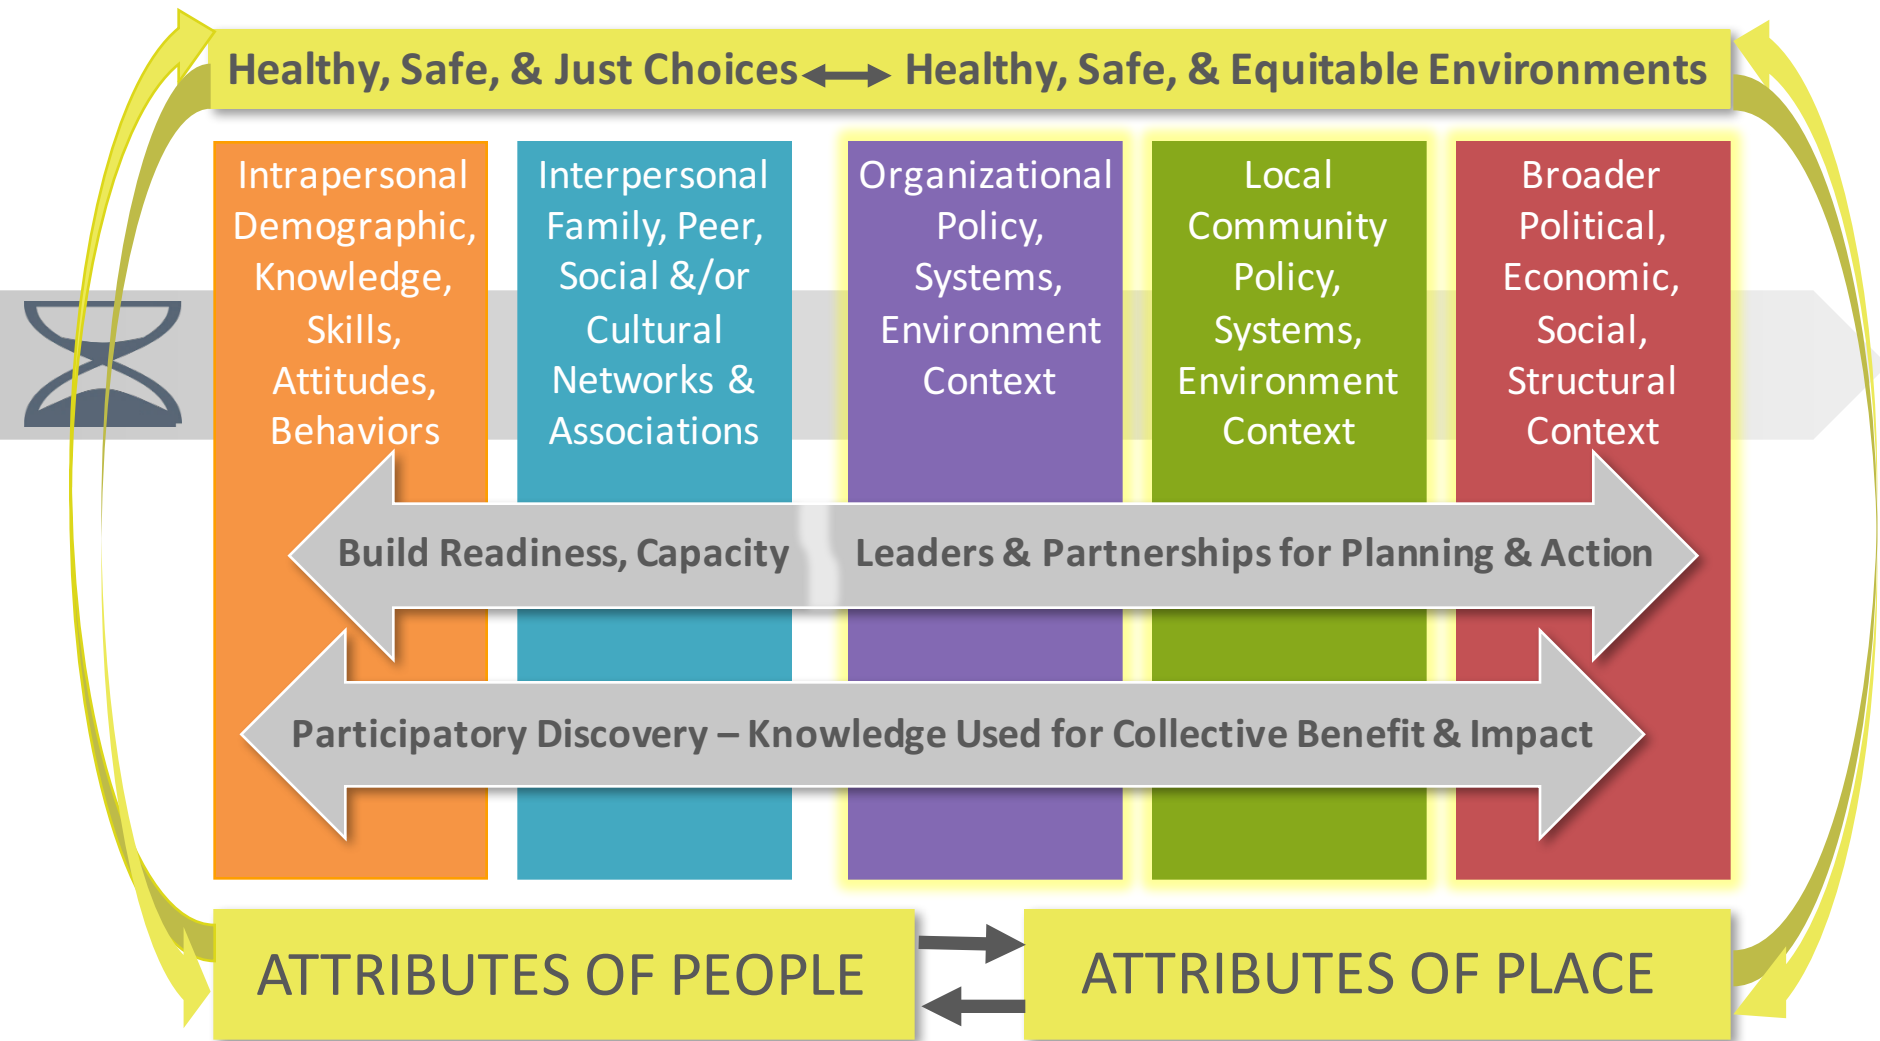 Healthy, Safe, & Just Choices Healthy, Safe, & Equitable Environments
Intrapersonal
Demographic,
Knowledge,
Skills,
Attitudes,
Behaviors
Interpersonal
Family, Peer,
Social &/or
Cultural
Networks &
Associations
Organizational
Policy,
Systems,
Environment
Context
Local
Community
Policy,
Systems,
Environment
Context
Broader
Political,
Economic,
Social,
Structural
Context
Build Readiness, Capacity Leaders & Partnerships for Planning & Action
Participatory Discovery – Knowledge Used for Collective Benefit & Impact
ATTRIBUTES OF PEOPLE
ATTRIBUTES OF PLACE